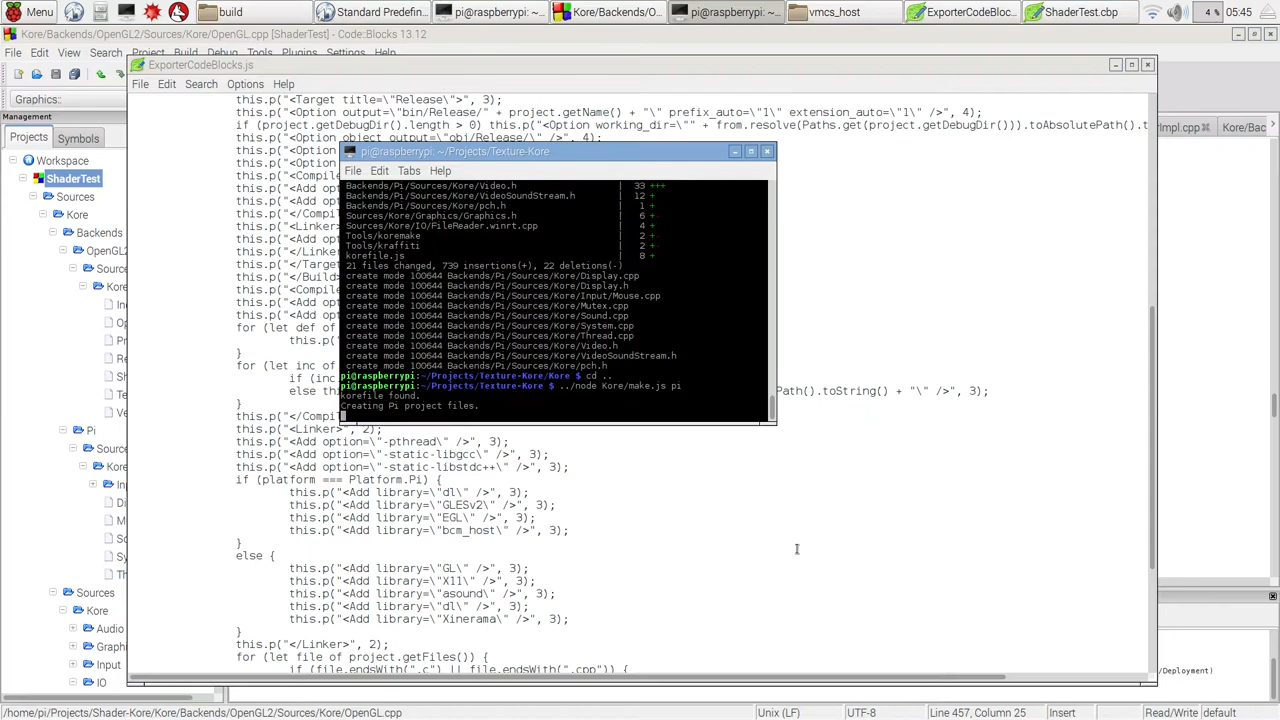 Menu
build
Standard Predefin...
pi@raspberrypi: ~...
Kore/Backends/O...
pi@raspberrypi: ~...
vmcs_host
ExporterCodeBloc...
ShaderTest.cbp
4 %
05:45
Kore/Backends/OpenGL2/Sources/Kore/OpenGL.cpp [ShaderTest] - Code::Blocks 13.12
File Edit View Search Project Build Debug Tools Plugins Settings Help
Graphics::
Management
Projects Symbols
Workspace
ShaderTest
Sources
Kore
Backends
Pi
Sources
Kore
Audio
Input
IO
ExporterCodeBlocks.js
File Edit Search Options Help
this.p("<Target title=\"Release\">", 3);
this.p("<Option output=\"bin/Release/" + project.getName() + "\" prefix_auto=\"1\" extension_auto=\"1\" />", 4);
if (project.getDebugDir().length > 0) this.p("<Option working_dir=\"" + from.resolve(Paths.get(project.getDebugDir())).toAbsolutePath().t
this.p("<Option object_output=\"obj/Release/\" />", 4);
pi@raspberrypi: ~/Projects/Texture-Kore
File Edit Tabs Help
Backends/Pi/Sources/Kore/Video.h | 33 +++
Backends/Pi/Sources/Kore/VideoSoundStream.h | 12 +
Backends/Pi/Sources/Kore/pch.h | 1 +
Sources/Kore/Graphics/Graphics.h | 6 +
Sources/Kore/IO/FileReader.winrt.cpp | 4 +
Tools/koremake | 2 +
Tools/kraffiti | 2 +
korefile.js | 8 +
21 files changed, 739 insertions(+), 22 deletions(-)
create mode 100644 Backends/Pi/Sources/Kore/Display.cpp
create mode 100644 Backends/Pi/Sources/Kore/Display.h
create mode 100644 Backends/Pi/Sources/Kore/Input/Mouse.cpp
create mode 100644 Backends/Pi/Sources/Kore/Mutex.cpp
create mode 100644 Backends/Pi/Sources/Kore/Sound.cpp
create mode 100644 Backends/Pi/Sources/Kore/System.cpp
create mode 100644 Backends/Pi/Sources/Kore/Thread.cpp
create mode 100644 Backends/Pi/Sources/Kore/Video.h
create mode 100644 Backends/Pi/Sources/Kore/VideoSoundStream.h
create mode 100644 Backends/Pi/Sources/Kore/pch.h
pi@raspberrypi:~/Projects/Texture-Kore/Kore $ cd ..
pi@raspberrypi:~/Projects/Texture-Kore $ ../node Kore/make.js pi
korefile found.
Creating Pi project files.
Path().toString() + "\" />", 3);
this.p("<Linker>", 2);
this.p("<Add option=\"-pthread\" />", 3);
this.p("<Add option=\"-static-libgcc\" />", 3);
this.p("<Add option=\"-static-libstdc++\" />", 3);
if (platform === Platform.Pi) {
this.p("<Add library=\"dl\" />", 3);
this.p("<Add library=\"GLESv2\" />", 3);
this.p("<Add library=\"EGL\" />", 3);
this.p("<Add library=\"bcm_host\" />", 3);
}
else {
this.p("<Add library=\"GL\" />", 3);
this.p("<Add library=\"X11\" />", 3);
this.p("<Add library=\"asound\" />", 3);
this.p("<Add library=\"dl\" />", 3);
this.p("<Add library=\"Xinerama\" />", 3);
}
this.p("</Linker>", 2);
for (let file of project.getFiles()) {
if (file.endsWith(".c") || file.endsWith(".cpp")) {
/home/pi/Projects/Shader-Kore/Kore/Backends/OpenGL2/Sources/Kore/OpenGL.cpp
Unix (LF) UTF-8 Line 457, Column 25 Insert Read/Write default